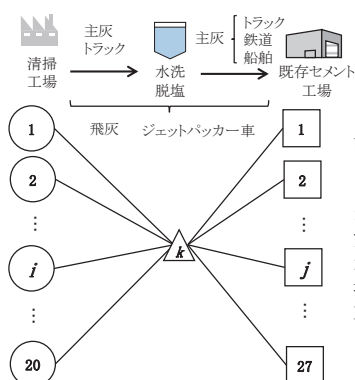 主灰
トラック
主灰
トラック
鉄道
船舶
清掃
工場
水洗
脱塩
既存セメント
工場
飛灰 ジェットパッカー車
1
1
2
2
⋮
⋮
k
i
j
⋮
⋮
20
27